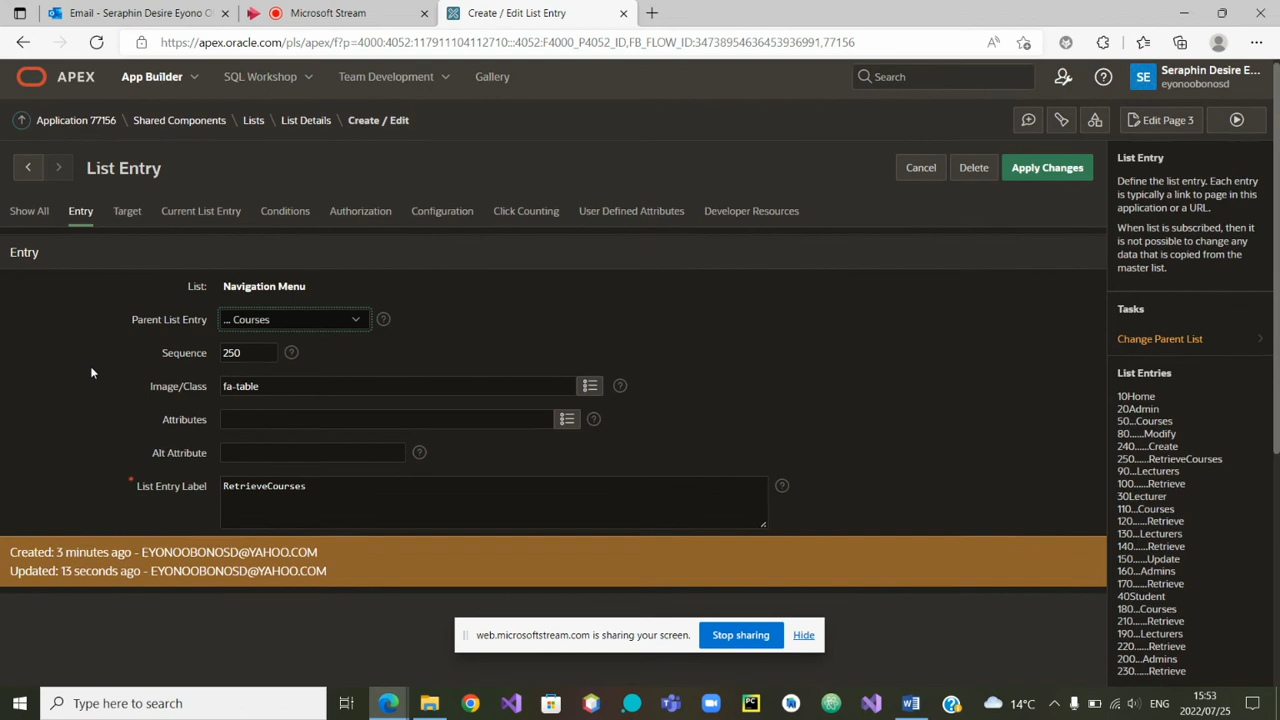 Email - Seraphin Desire Eyono O
Microsoft Stream
Create / Edit List Entry
https://apex.oracle.com/pls/apex/f?p=4000:4052:117911104112710:::4052:F4000_P4052_ID,FB_FLOW_ID:34738954636453936991,77156
APEX
App Builder
SQL Workshop
Team Development
Gallery
Search
SE
Seraphin Desire E...
eyonoobonosd
Application 77156
Shared Components
Lists
List Details
Create / Edit
Edit Page 3
List Entry
Cancel
Delete
Apply Changes
Show All
Entry
Target
Current List Entry
Conditions
Authorization
Configuration
Click Counting
User Defined Attributes
Developer Resources
Entry
List:
Navigation Menu
Parent List Entry
... Courses
Sequence
250
Image/Class
fa-table
Attributes
Alt Attribute
List Entry Label
RetrieveCourses
Created: 3 minutes ago - EYONOOBONOSD@YAHOO.COM
Updated: 13 seconds ago - EYONOOBONOSD@YAHOO.COM
List Entry
Define the list entry. Each entry
is typically a link to page in this
application or a URL.
When list is subscribed, then it
is not possible to change any
data that is copied from the
master list.
Tasks
Change Parent List
List Entries
10Home
20Admin
50...Courses
80......Modify
240......Create
250......RetrieveCourses
90...Lecturers
100......Retrieve
30Lecturer
110...Courses
120......Retrieve
130...Lecturers
140......Retrieve
150......Update
160...Admins
170......Retrieve
40Student
180...Courses
210......Retrieve
190...Lecturers
220......Retrieve
200...Admins
230......Retrieve
web.microsoftstream.com is sharing your screen.
Stop sharing
Hide
Type here to search
14°C
ENG
15:53
2022/07/25